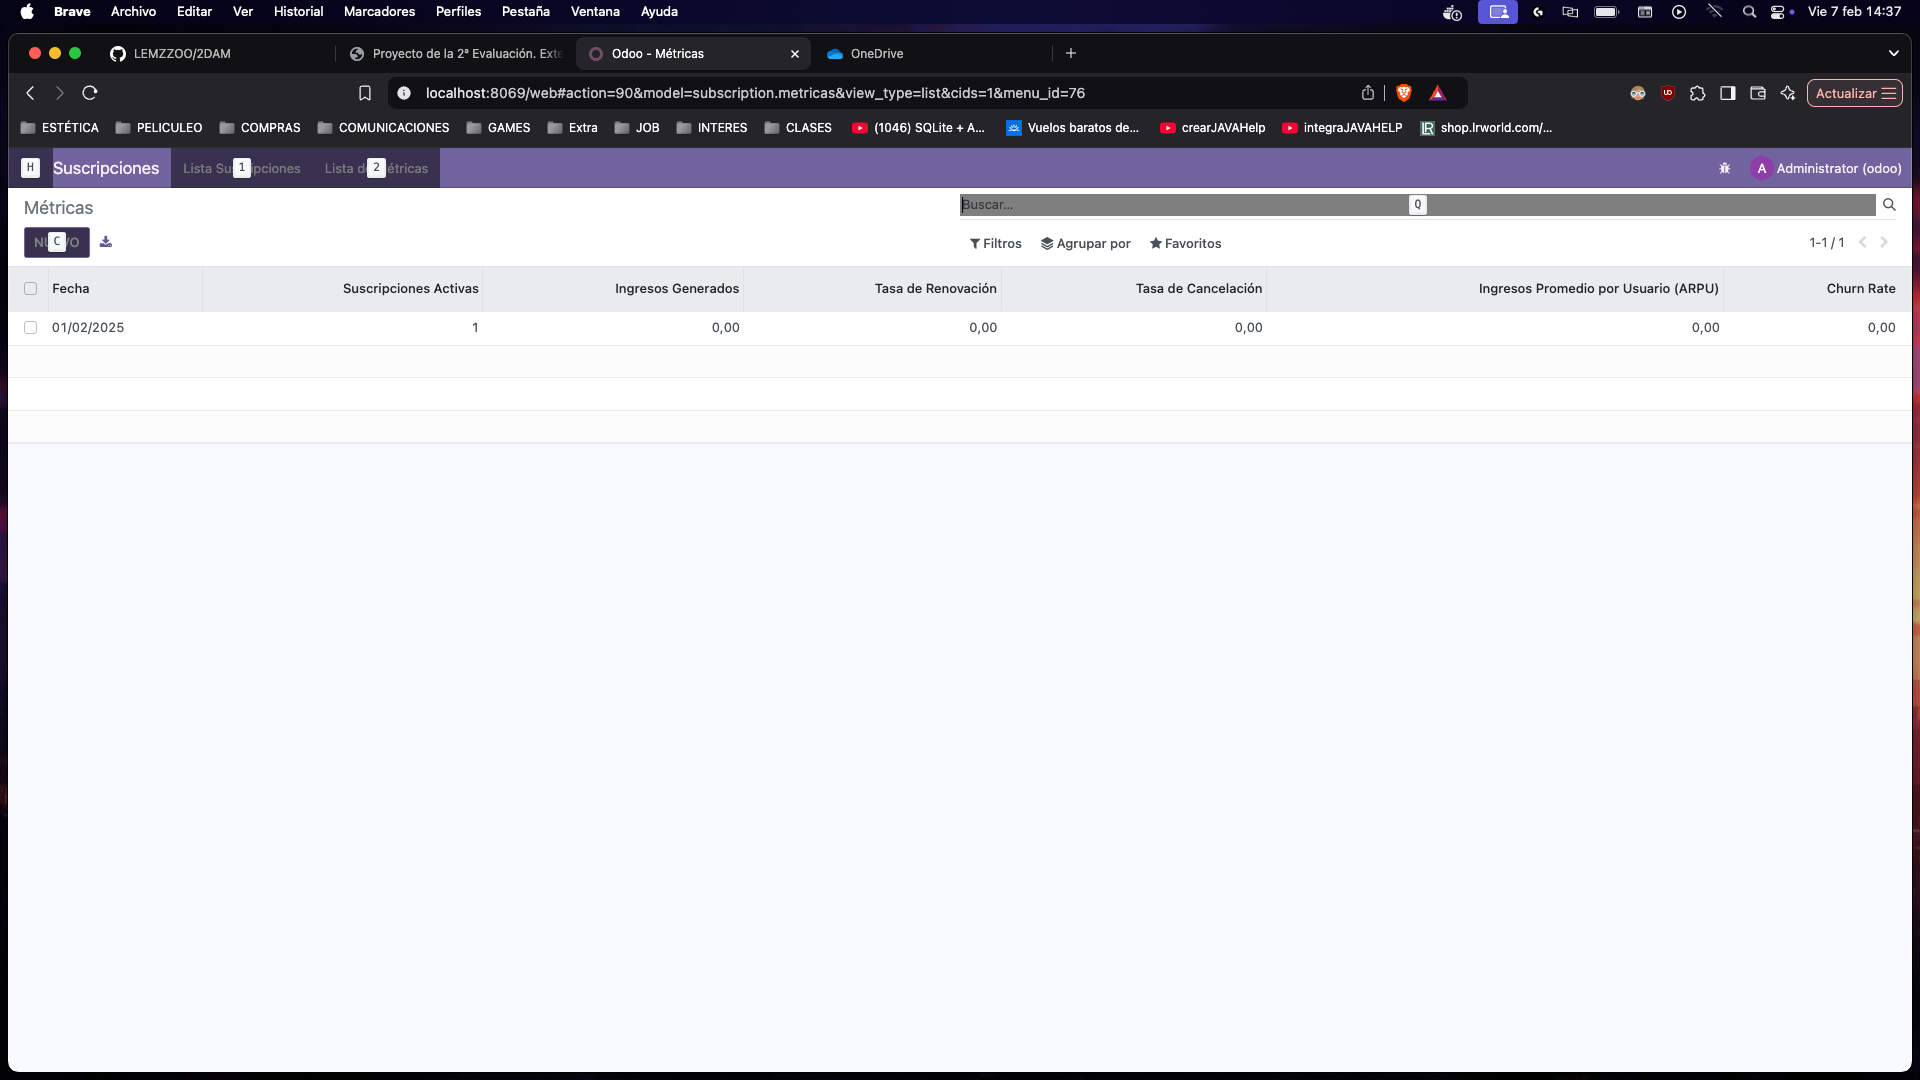 Brave Archivo Editar Ver Historial Marcadores Perfiles Pestaña Ventana Ayuda Vie 7 feb 14:37
LEMZZOO/2DAM Proyecto de la 2ª Evaluación. Exte Odoo - Métricas OneDrive
localhost:8069/web#action=90&model=subscription.metricas&view_type=list&cids=1&menu_id=76 Actualizar
ESTÉTICA PELICULEO COMPRAS COMUNICACIONES GAMES Extra JOB INTERES CLASES (1046) SQLite + A... Vuelos baratos de... crearJAVAHelp integraJAVAHELP shop.lrworld.com/...
H Suscripciones Lista Su 1 ipciones Lista d 2 étricas A Administrator (odoo)
Métricas Buscar... Q
C Filtros Agrupar por Favoritos 1-1 / 1
Fecha Suscripciones Activas Ingresos Generados Tasa de Renovación Tasa de Cancelación Ingresos Promedio por Usuario (ARPU) Churn Rate
01/02/2025 1 0,00 0,00 0,00 0,00 0,00